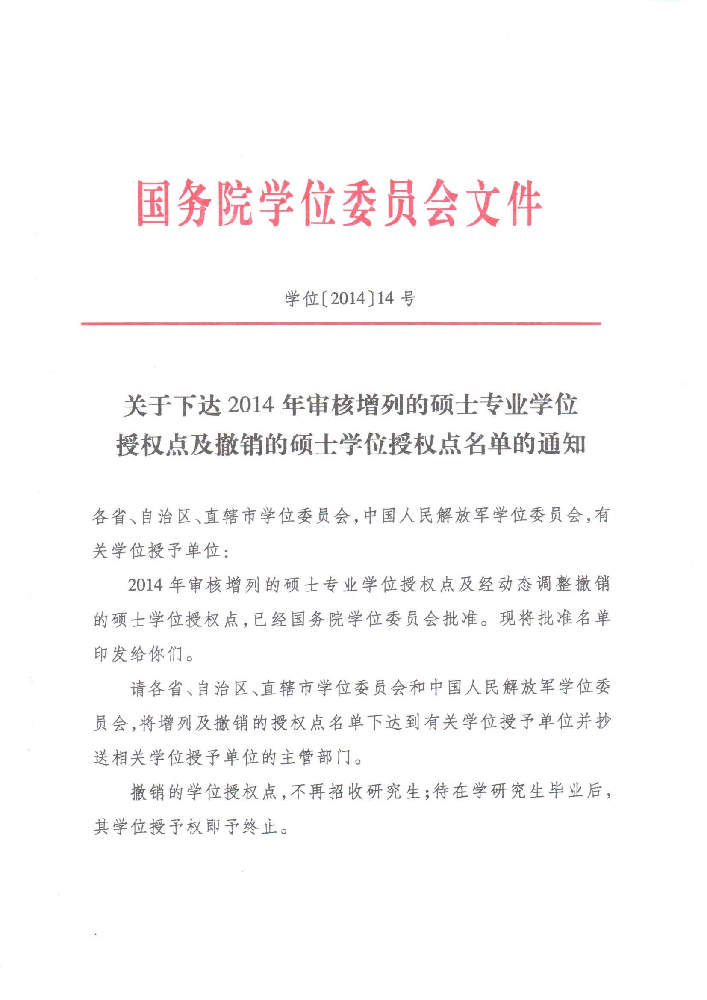 国务院学位委员会文件
学位〔2014〕14 号
关于下达 2014 年审核增列的硕士专业学位
授权点及撤销的硕士学位授权点名单的通知
各省、自治区、直辖市学位委员会,中国人民解放军学位委员会,有
关学位授予单位:
2014 年审核增列的硕士专业学位授权点及经动态调整撤销
的硕士学位授权点,已经国务院学位委员会批准。现将批准名单
印发给你们。
请各省、自治区、直辖市学位委员会和中国人民解放军学位委
员会,将增列及撤销的授权点名单下达到有关学位授予单位并抄
送相关学位授予单位的主管部门。
撤销的学位授权点,不再招收研究生;待在学研究生毕业后,
其学位授予权即予终止。